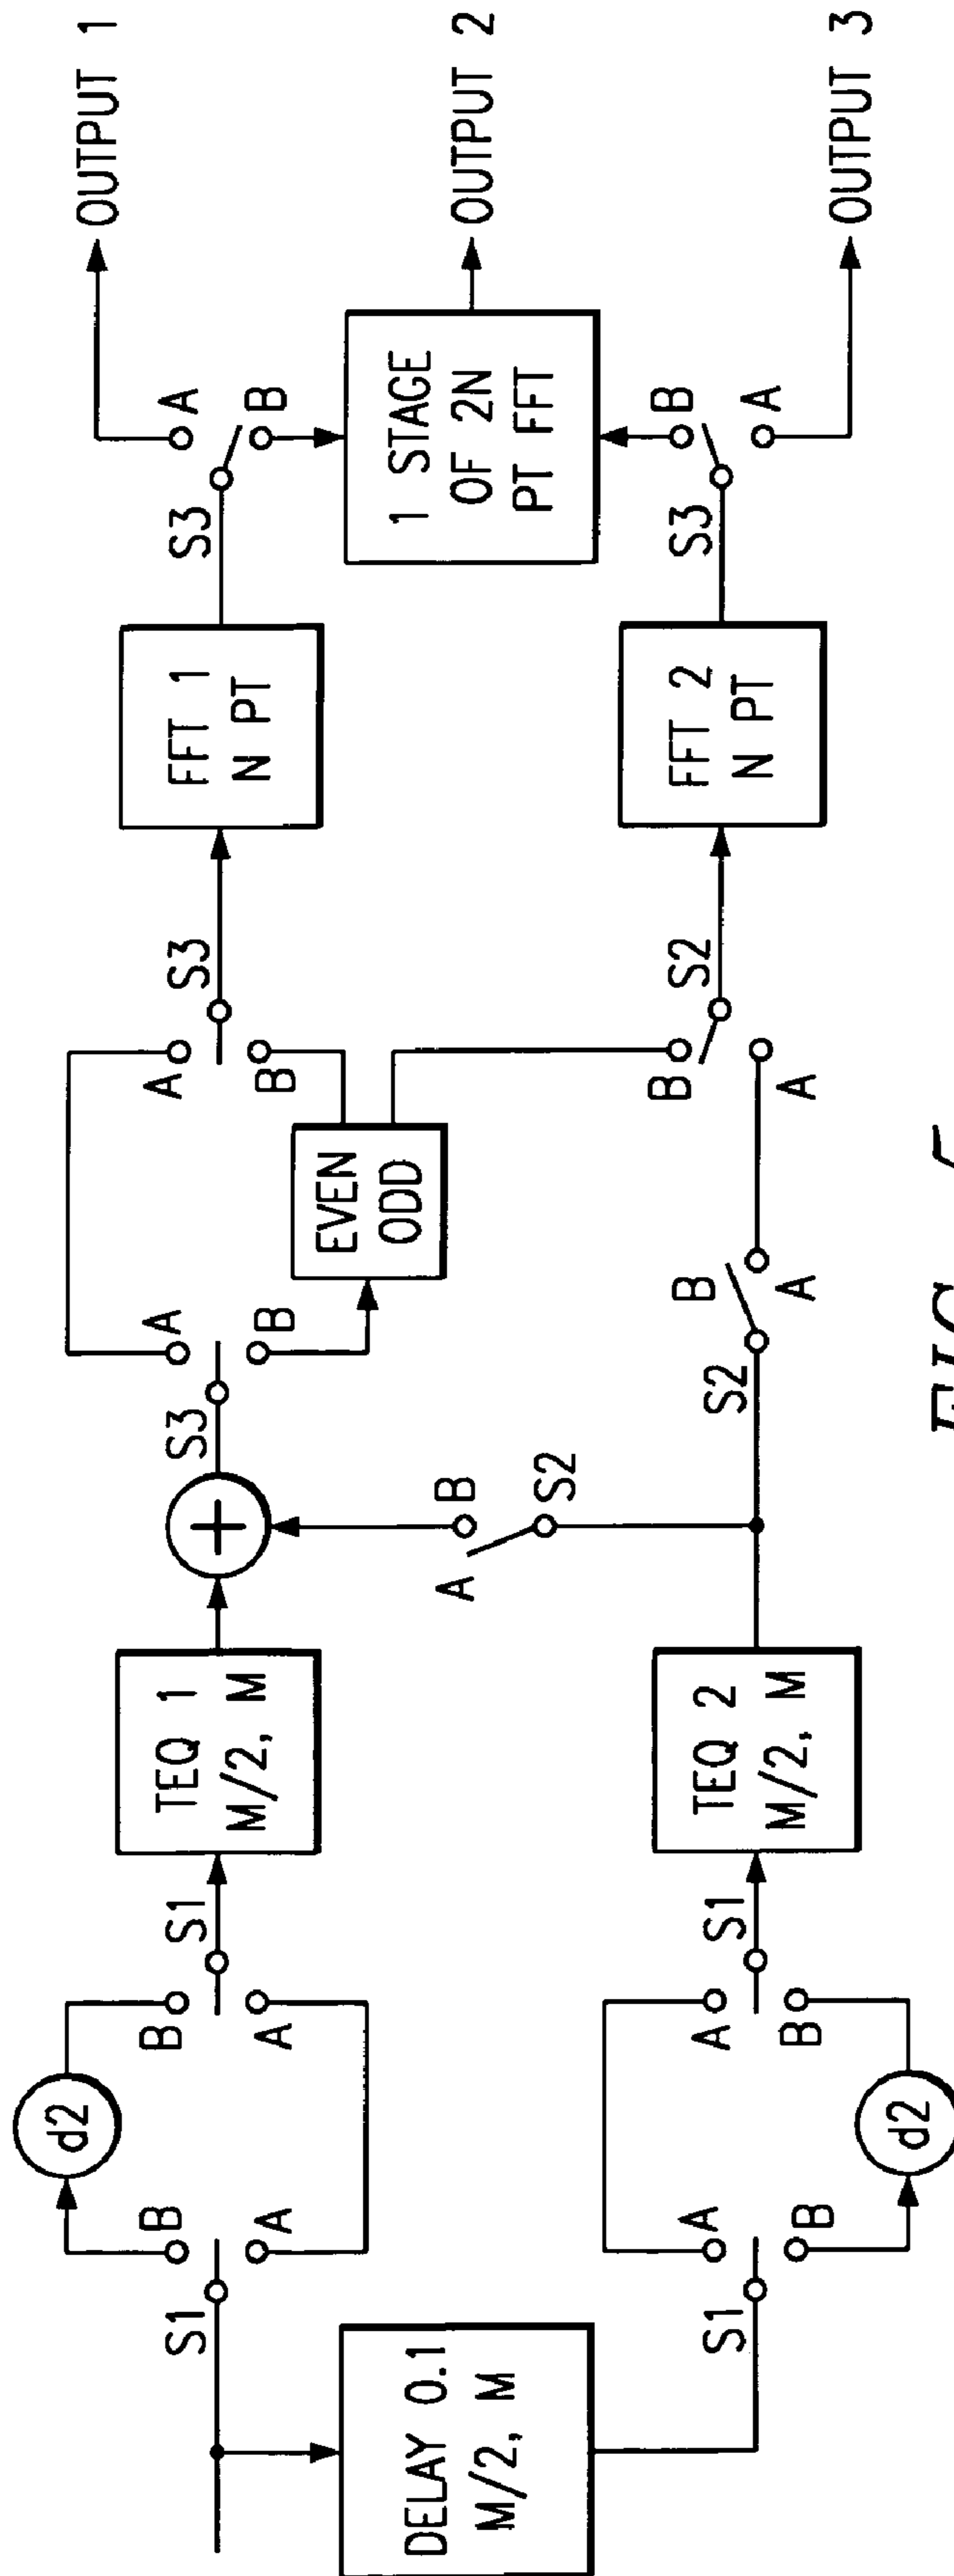 S1
B
A
d2
B
A
S1
TEQ 1
M/2, M
S3
A
B
EVEN
ODD
A
B
S3
FFT 1
N PT
S3
A
B
OUTPUT 1
DELAY 0.1
M/2, M
A
B
S2
1 STAGE
OF 2N
PT FFT
OUTPUT 2
S1
A
B
d2
A
B
S1
TEQ 2
M/2, M
S2
B
A
B
A
S2
FFT 2
N PT
S3
B
A
OUTPUT 3